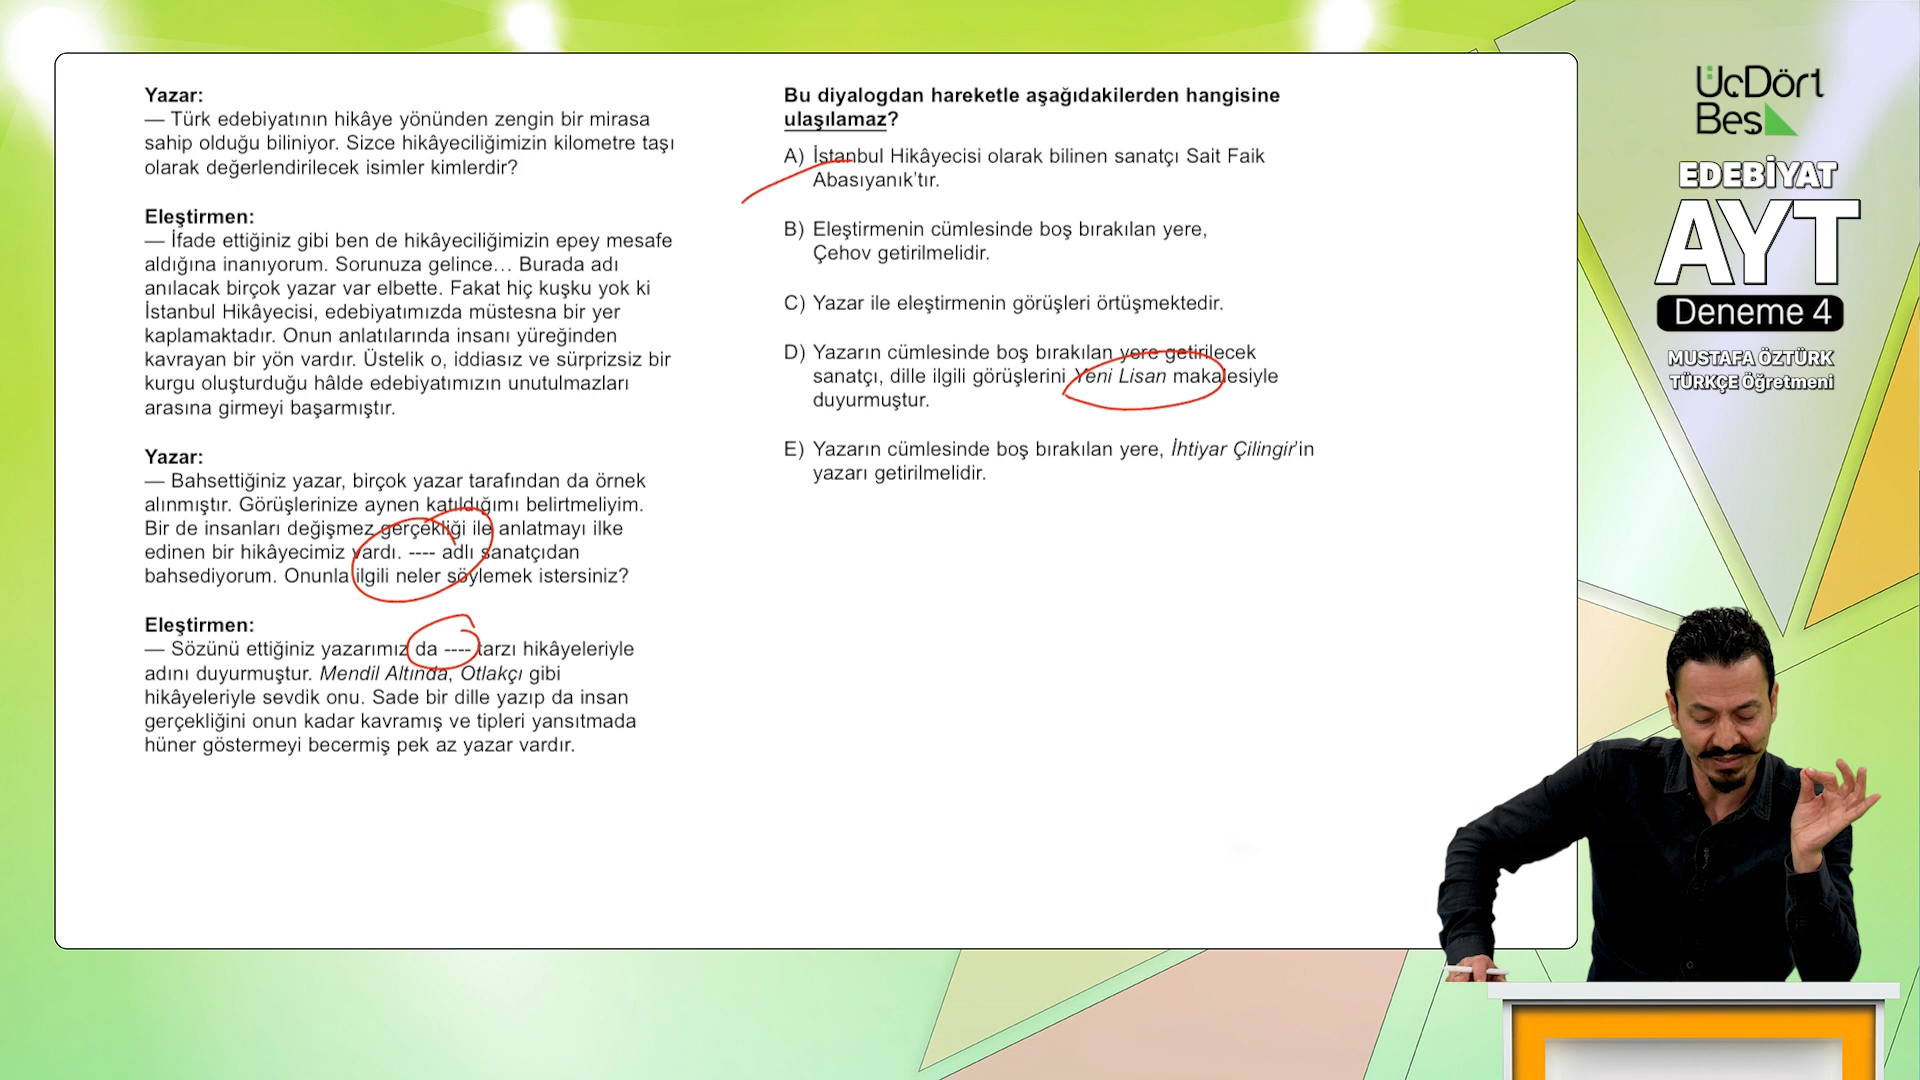 Yazar:
— Türk edebiyatının hikâye yönünden zengin bir mirasa
sahip olduğu biliniyor. Sizce hikâyeciliğimizin kilometre taşı
olarak değerlendirilecek isimler kimlerdir?
Eleştirmen:
— İfade ettiğiniz gibi ben de hikâyeciliğimizin epey mesafe
aldığına inanıyorum. Sorunuza gelince… Burada adı
anılacak birçok yazar var elbette. Fakat hiç kuşku yok ki
İstanbul Hikâyecisi, edebiyatımızda müstesna bir yer
kaplamaktadır. Onun anlatılarında insanı yüreğinden
kavrayan bir yön vardır. Üstelik o, iddiasız ve sürprizsiz bir
kurgu oluşturduğu hâlde edebiyatımızın unutulmazları
arasına girmeyi başarmıştır.
Yazar:
— Bahsettiğiniz yazar, birçok yazar tarafından da örnek
alınmıştır. Görüşlerinize aynen katıldığımı belirtmeliyim.
Bir de insanları değişmez gerçekliği ile anlatmayı ilke
edinen bir hikâyecimiz vardı. ---- adlı sanatçıdan
bahsediyorum. Onunla ilgili neler söylemek istersiniz?
Eleştirmen:
— Sözünü ettiğiniz yazarımız da ---- tarzı hikâyeleriyle
adını duyurmuştur. Mendil Altında, Otlakçı gibi
hikâyeleriyle sevdik onu. Sade bir dille yazıp da insan
gerçekliğini onun kadar kavramış ve tipleri yansıtmada
hüner göstermeyi becermiş pek az yazar vardır.
Bu diyalogdan hareketle aşağıdakilerden hangisine
ulaşılamaz?
A) İstanbul Hikâyecisi olarak bilinen sanatçı Sait Faik
Abasıyanık’tır.
B) Eleştirmenin cümlesinde boş bırakılan yere,
Çehov getirilmelidir.
C) Yazar ile eleştirmenin görüşleri örtüşmektedir.
D) Yazarın cümlesinde boş bırakılan yere getirilecek
sanatçı, dille ilgili görüşlerini Yeni Lisan makalesiyle
duyurmuştur.
E) Yazarın cümlesinde boş bırakılan yere, İhtiyar Çilingir’in
yazarı getirilmelidir.
ÜçDört
Beş
EDEBİYAT
AYT
Deneme 4
MUSTAFA ÖZTÜRK
TÜRKÇE Öğretmeni